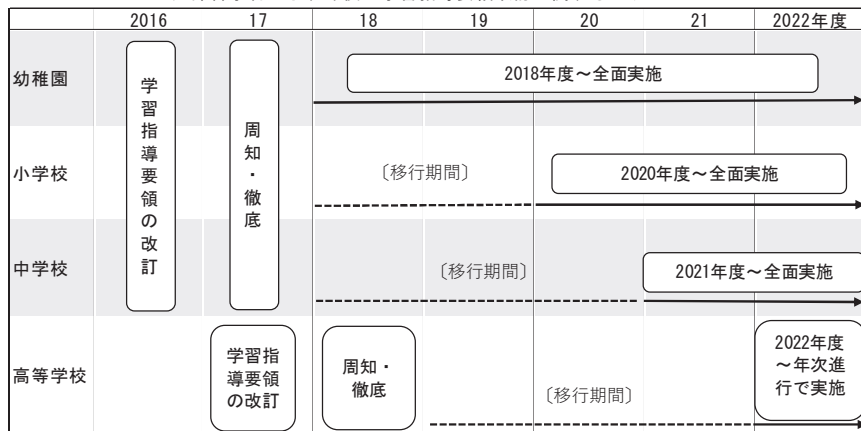 2016 17 18 19 20 21 2022年度
幼稚園
学習指導要領の改訂
周知・徹底
2018年度～全面実施
小学校
〔移行期間〕
2020年度～全面実施
中学校
〔移行期間〕
2021年度～全面実施
高等学校
学習指
導要領
の改訂
周知・
徹底
〔移行期間〕
2022年度
～年次進
行で実施